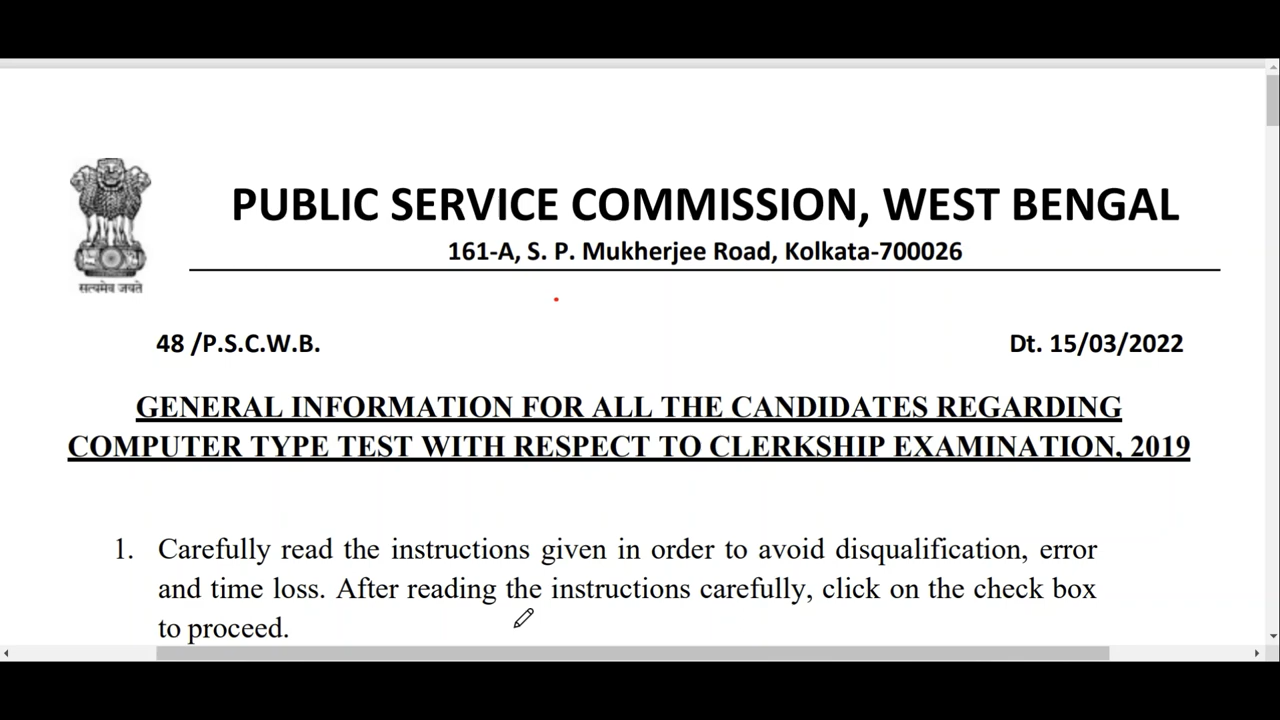 PUBLIC SERVICE COMMISSION, WEST BENGAL
161-A, S. P. Mukherjee Road, Kolkata-700026
सत्यमेव जयते
48 /P.S.C.W.B.
Dt. 15/03/2022
GENERAL INFORMATION FOR ALL THE CANDIDATES REGARDING
COMPUTER TYPE TEST WITH RESPECT TO CLERKSHIP EXAMINATION, 2019
1. Carefully read the instructions given in order to avoid disqualification, error
and time loss. After reading the instructions carefully, click on the check box
to proceed.